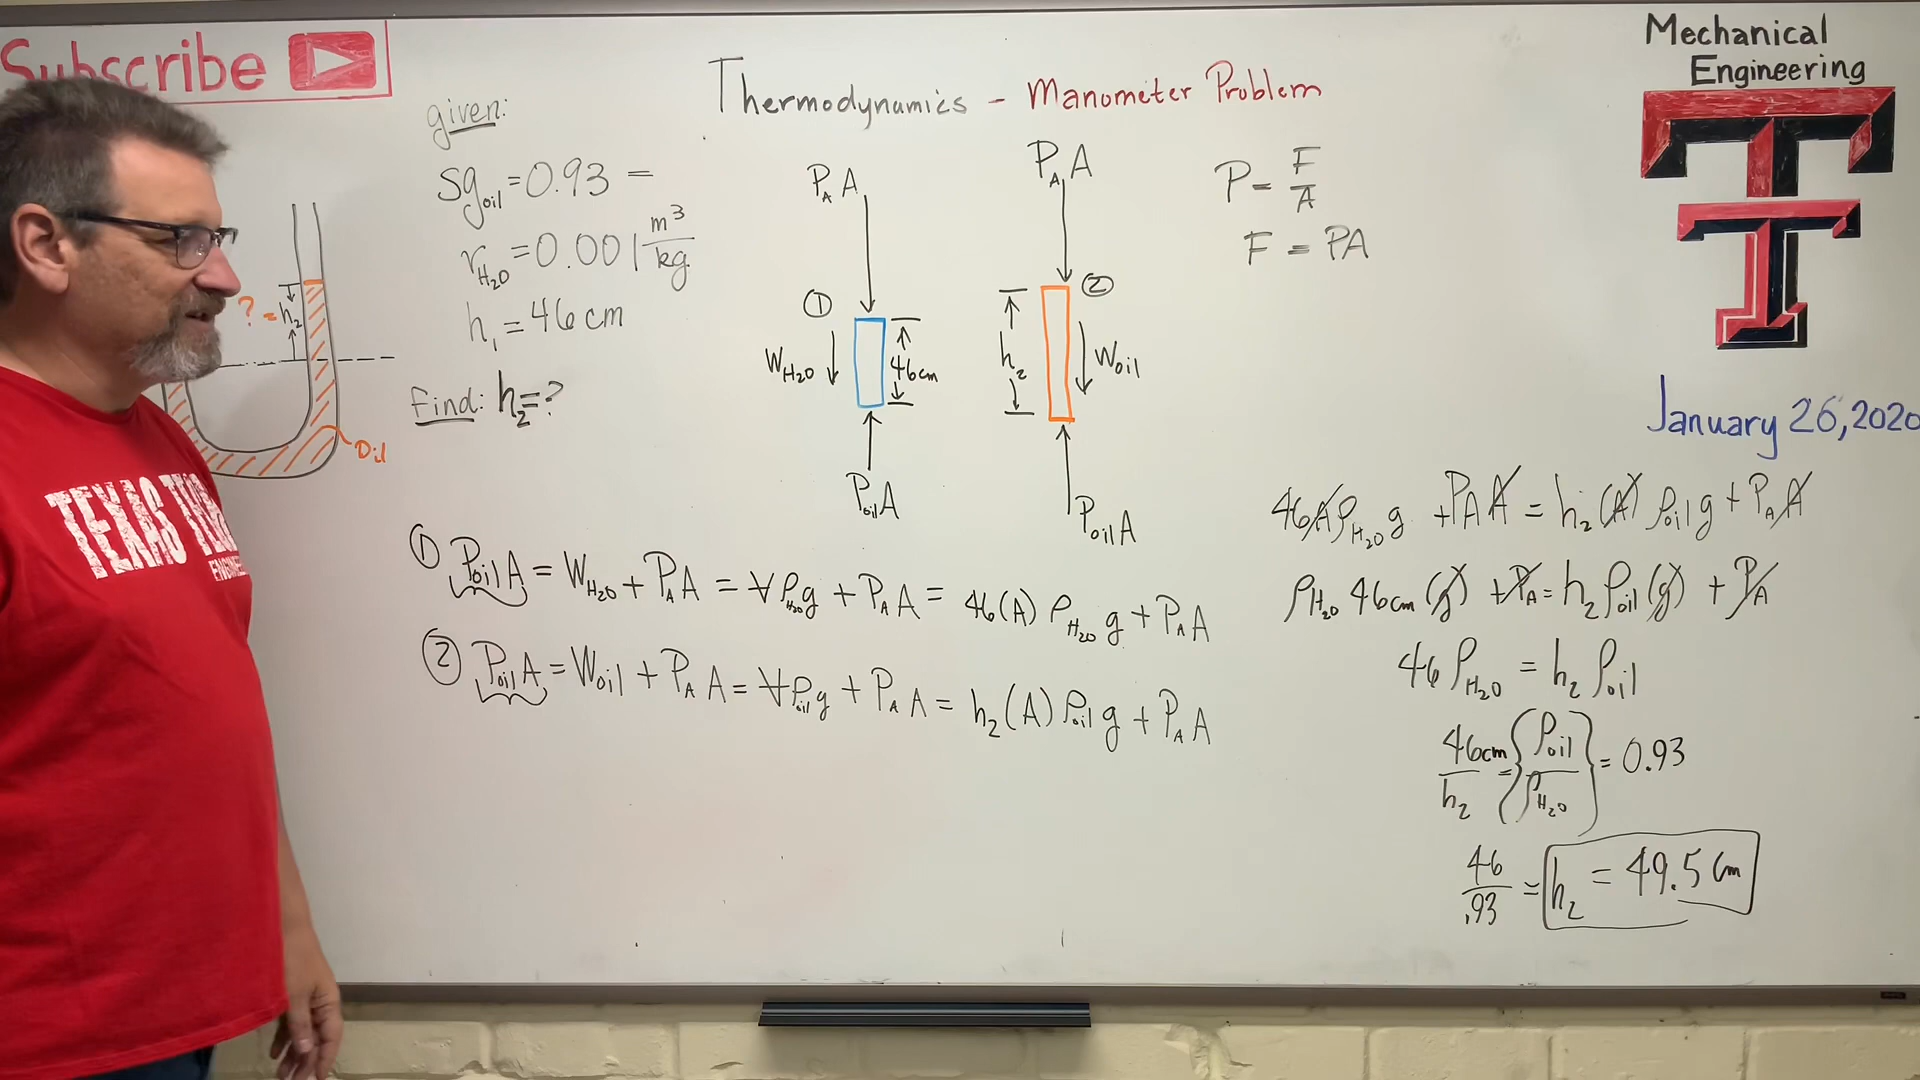 Subscribe
Mechanical
Engineering
Thermodynamics - Manometer Problem
given:
sg_oil = 0.93 =
v_H₂O = 0.001 m³/kg
h₁ = 46 cm
find: h₂ = ?
? = h₂
Oil
TEXAS TECH
P_A A
①
W_H₂O
46cm
P_oil A
P_A A
②
h₂
W_oil
P_oil A
P = F/A
F = PA
January 26, 2020
① P_oil A = W_H₂O + P_A A = ∀ρ_H₂O g + P_A A = 46(A) ρ_H₂O g + P_A A
② P_oil A = W_oil + P_A A = ∀ρ_oil g + P_A A = h₂(A) ρ_oil g + P_A A
46Aρ_H₂O g + P_A A = h₂(A) ρ_oil g + P_A A
ρ_H₂O 46cm (g) + P_A = h₂ ρ_oil (g) + P_A
46 ρ_H₂O = h₂ ρ_oil
46cm/h₂ = {ρ_oil/ρ_H₂O} = 0.93
46/.93 = h₂ = 49.5 cm